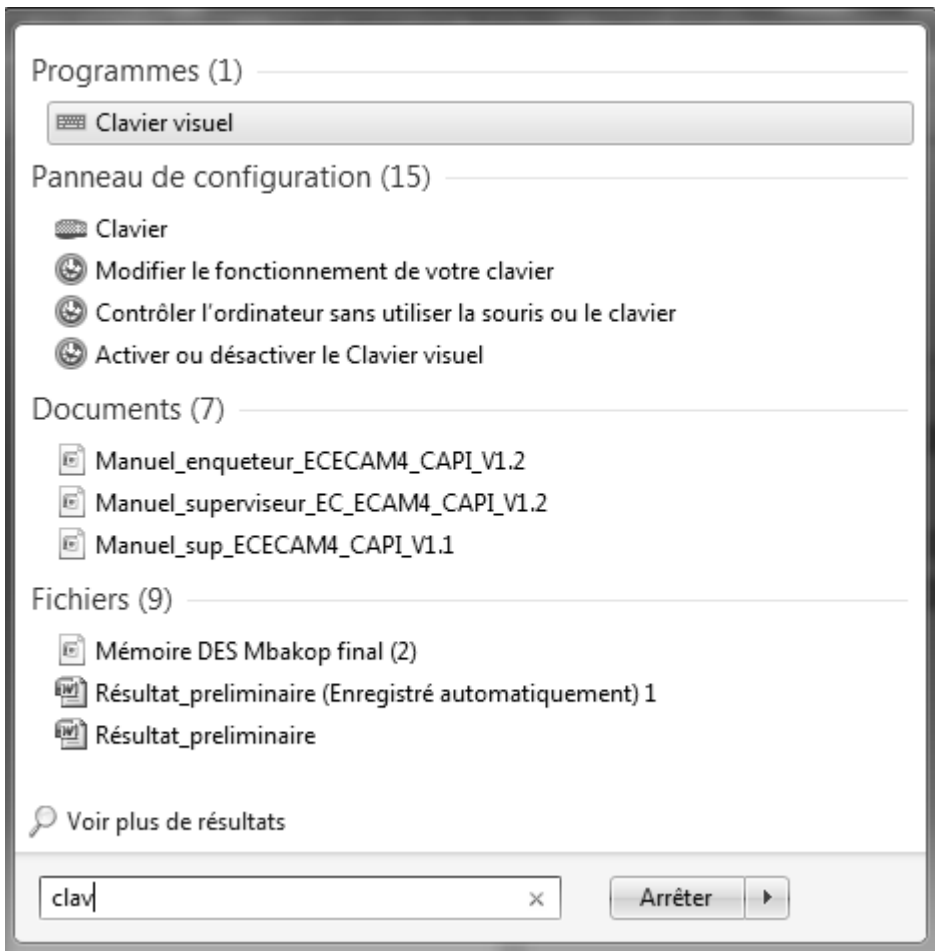 Programmes (1)
Clavier visuel
Panneau de configuration (15)
Clavier
Modifier le fonctionnement de votre clavier
Contrôler l'ordinateur sans utiliser la souris ou le clavier
Activer ou désactiver le Clavier visuel
Documents (7)
Manuel_enqueteur_ECECAM4_CAPI_V1.2
Manuel_superviseur_EC_ECAM4_CAPI_V1.2
Manuel_sup_ECECAM4_CAPI_V1.1
Fichiers (9)
Mémoire DES Mbakop final (2)
Résultat_preliminaire (Enregistré automatiquement) 1
Résultat_preliminaire
Voir plus de résultats
clav
Arrêter